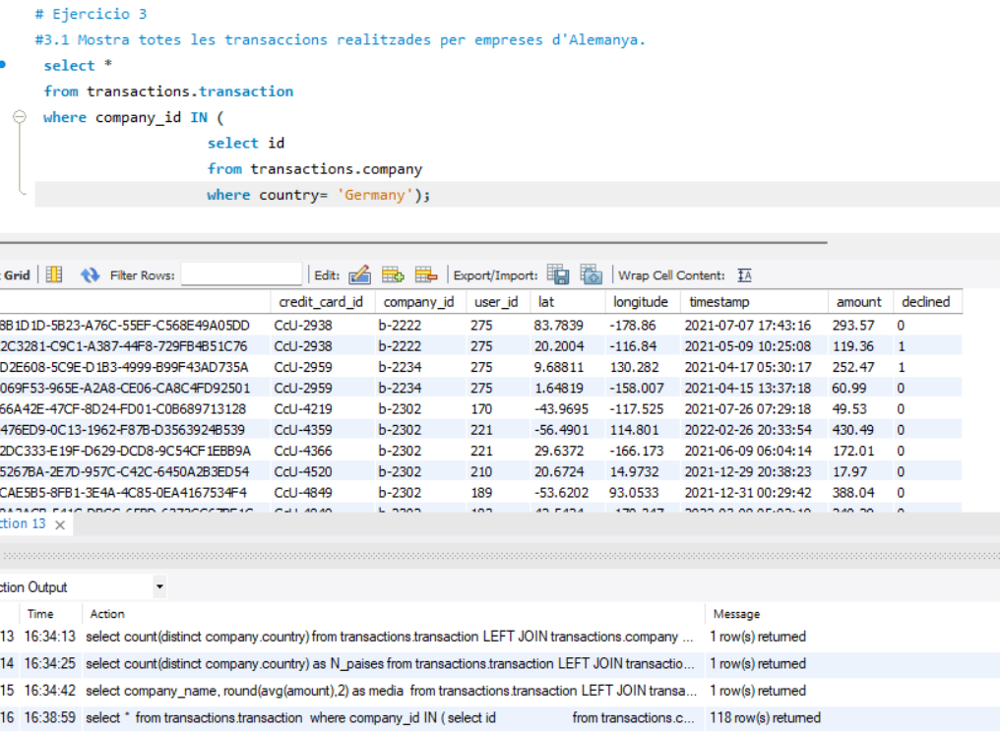 # Ejercicio 3
#3.1 Mostra totes les transaccions realitzades per empreses d'Alemanya.
select *
from transactions.transaction
where company_id IN (
select id
from transactions.company
where country= 'Germany');
Grid Filter Rows: Edit: Export/Import: Wrap Cell Content:
credit_card_id company_id user_id lat longitude timestamp amount declined
8B1D1D-5B23-A76C-55EF-C568E49A05DD CcU-2938 b-2222 275 83.7839 -178.86 2021-07-07 17:43:16 293.57 0
2C3281-C9C1-A387-44F8-729FB4B51C76 CcU-2938 b-2222 275 20.2004 -116.84 2021-05-09 10:25:08 119.36 1
D2E608-5C9E-D1B3-4999-B99F43AD735A CcU-2959 b-2234 275 9.68811 130.282 2021-04-17 05:30:17 252.47 1
069F53-965E-A2A8-CE06-CA8C4FD92501 CcU-2959 b-2234 275 1.64819 -158.007 2021-04-15 13:37:18 60.99 0
66A42E-47CF-8D24-FD01-C0B689713128 CcU-4219 b-2302 170 -43.9695 -117.525 2021-07-26 07:29:18 49.53 0
476ED9-0C13-1962-F87B-D3563924B539 CcU-4359 b-2302 221 -56.4901 114.801 2022-02-26 20:33:54 430.49 0
2DC333-E19F-D629-DCD8-9C54CF1EBB9A CcU-4366 b-2302 221 29.6372 -166.173 2021-06-09 06:04:14 172.01 0
5267BA-2E7D-957C-C42C-6450A2B3ED54 CcU-4520 b-2302 210 20.6724 14.9732 2021-12-29 20:38:23 17.97 0
CAE5B5-8FB1-3E4A-4C85-0EA4167534F4 CcU-4849 b-2302 189 -53.6202 93.0533 2021-12-31 00:29:42 388.04 0
ction 13
ction Output
Time Action Message
13 16:34:13 select count(distinct company.country) from transactions.transaction LEFT JOIN transactions.company ... 1 row(s) returned
14 16:34:25 select count(distinct company.country) as N_paises from transactions.transaction LEFT JOIN transactio... 1 row(s) returned
15 16:34:42 select company_name, round(avg(amount),2) as media from transactions.transaction LEFT JOIN transa... 1 row(s) returned
16 16:38:59 select * from transactions.transaction where company_id IN ( select id from transactions.c... 118 row(s) returned